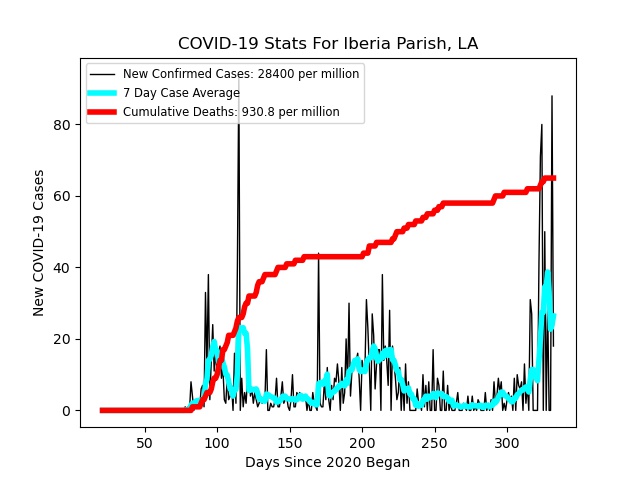 COVID-19 Stats For Iberia Parish, LA
New Confirmed Cases: 28400 per million
7 Day Case Average
Cumulative Deaths: 930.8 per million
New COVID-19 Cases
80
60
40
20
0
50 100 150 200 250 300
Days Since 2020 Began